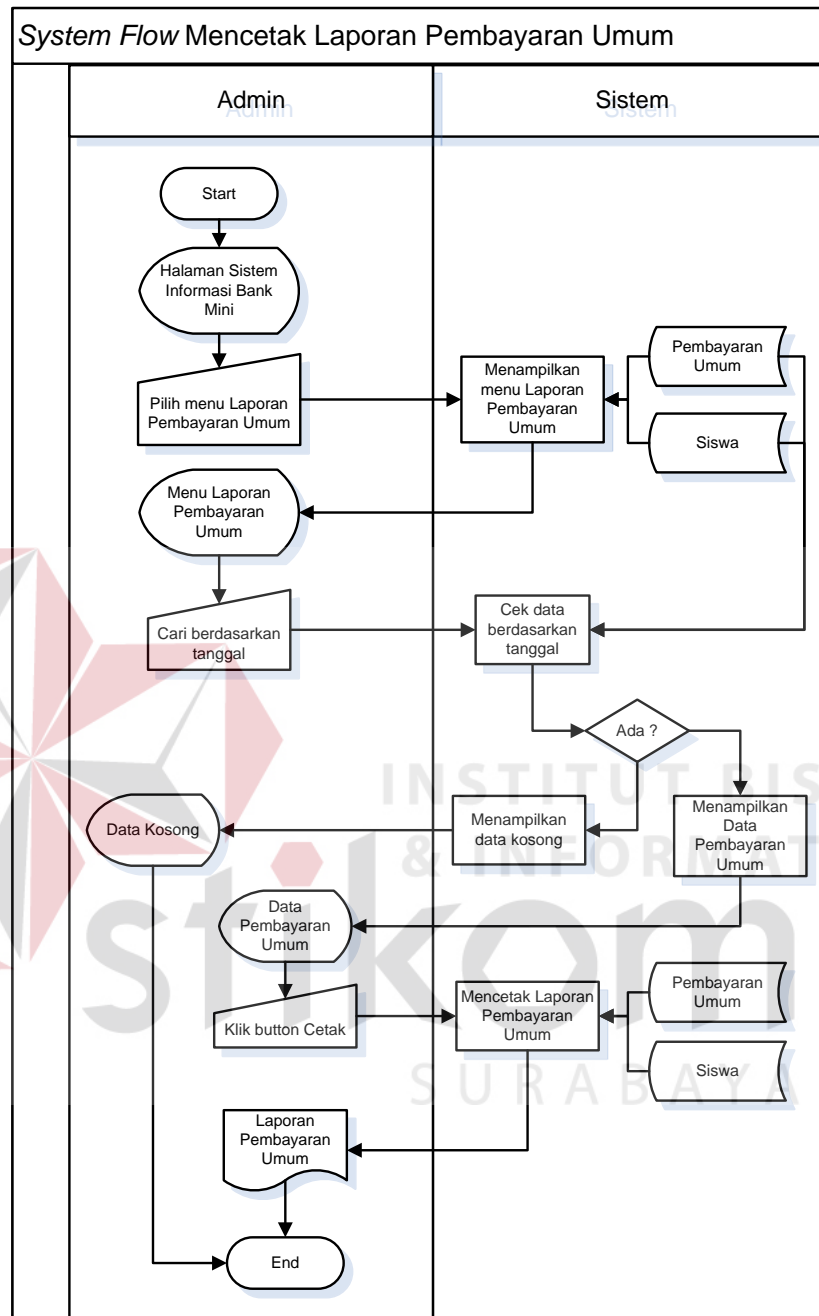 System Flow Mencetak Laporan Pembayaran Umum
Admin
Sistem
Start
Halaman Sistem
Informasi Bank
Mini
Pilih menu Laporan
Pembayaran Umum
Menampilkan
menu Laporan
Pembayaran
Umum
Pembayaran
Umum
Siswa
Menu Laporan
Pembayaran
Umum
Cari berdasarkan
tanggal
Cek data
berdasarkan
tanggal
Ada ?
Data Kosong
Menampilkan
data kosong
Menampilkan
Data
Pembayaran
Umum
Data
Pembayaran
Umum
Klik button Cetak
Mencetak Laporan
Pembayaran
Umum
Pembayaran
Umum
Siswa
Laporan
Pembayaran
Umum
End
INSTITUT BIS
& INFORMAT
stikom
SURABAYA